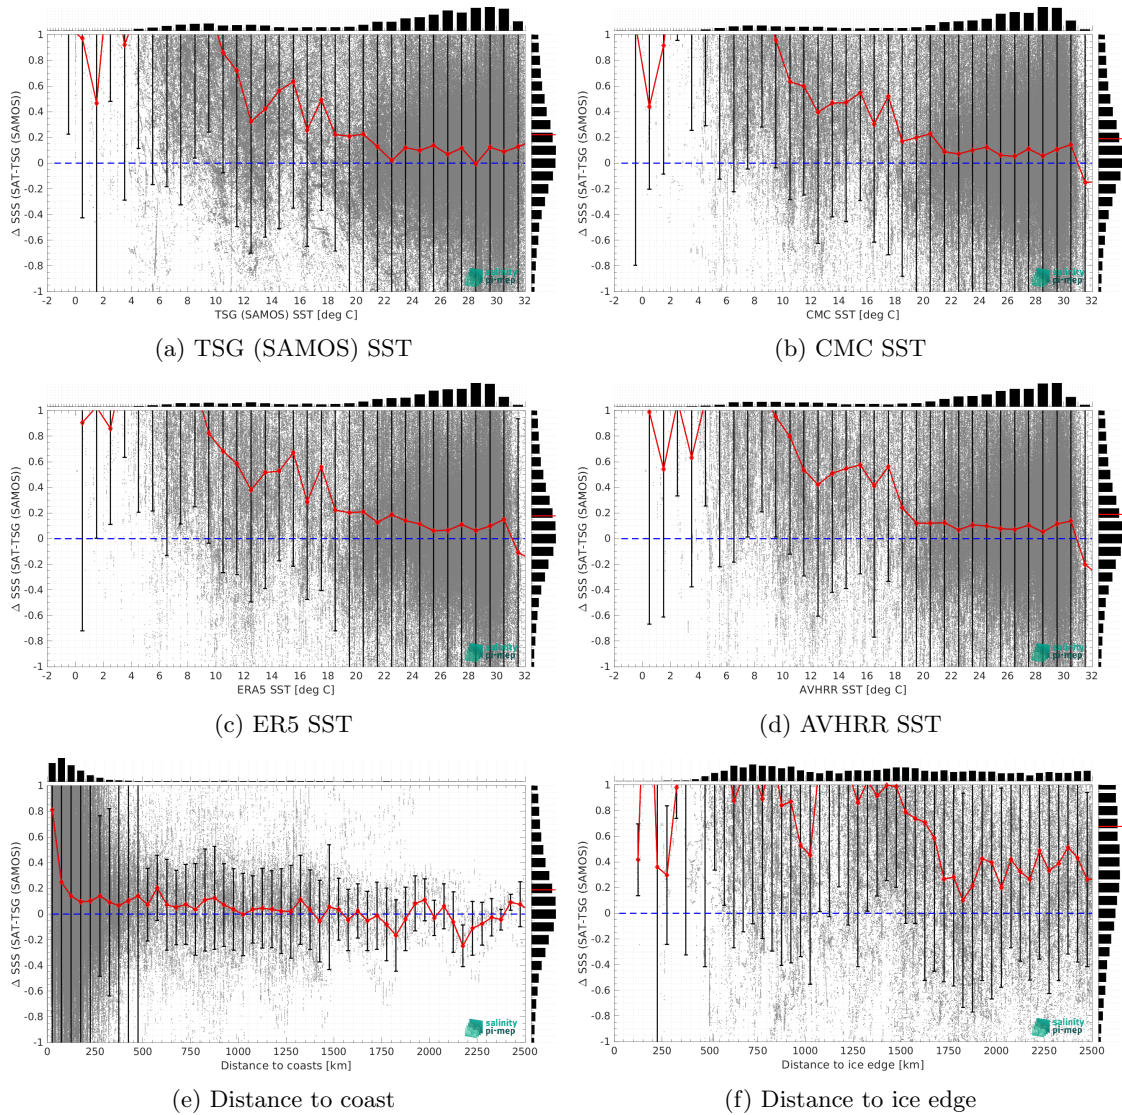 1
0.8
0.6
0.4
0.2
0
-0.2
-0.4
-0.6
-0.8
-1
Δ SSS (SAT-TSG (SAMOS))
-2 0 2 4 6 8 10 12 14 16 18 20 22 24 26 28 30 32
TSG (SAMOS) SST [deg C]
salinity
pi-mep
(a) TSG (SAMOS) SST
1
0.8
0.6
0.4
0.2
0
-0.2
-0.4
-0.6
-0.8
-1
Δ SSS (SAT-TSG (SAMOS))
-2 0 2 4 6 8 10 12 14 16 18 20 22 24 26 28 30 32
CMC SST [deg C]
salinity
pi-mep
(b) CMC SST
1
0.8
0.6
0.4
0.2
0
-0.2
-0.4
-0.6
-0.8
-1
Δ SSS (SAT-TSG (SAMOS))
-2 0 2 4 6 8 10 12 14 16 18 20 22 24 26 28 30 32
ERA5 SST [deg C]
salinity
pi-mep
(c) ER5 SST
1
0.8
0.6
0.4
0.2
0
-0.2
-0.4
-0.6
-0.8
-1
Δ SSS (SAT-TSG (SAMOS))
-2 0 2 4 6 8 10 12 14 16 18 20 22 24 26 28 30 32
AVHRR SST [deg C]
salinity
pi-mep
(d) AVHRR SST
1
0.8
0.6
0.4
0.2
0
-0.2
-0.4
-0.6
-0.8
-1
Δ SSS (SAT-TSG (SAMOS))
0 250 500 750 1000 1250 1500 1750 2000 2250 2500
Distance to coasts [km]
salinity
pi-mep
(e) Distance to coast
1
0.8
0.6
0.4
0.2
0
-0.2
-0.4
-0.6
-0.8
-1
Δ SSS (SAT-TSG (SAMOS))
0 250 500 750 1000 1250 1500 1750 2000 2250 2500
Distance to ice edge [km]
salinity
pi-mep
(f) Distance to ice edge